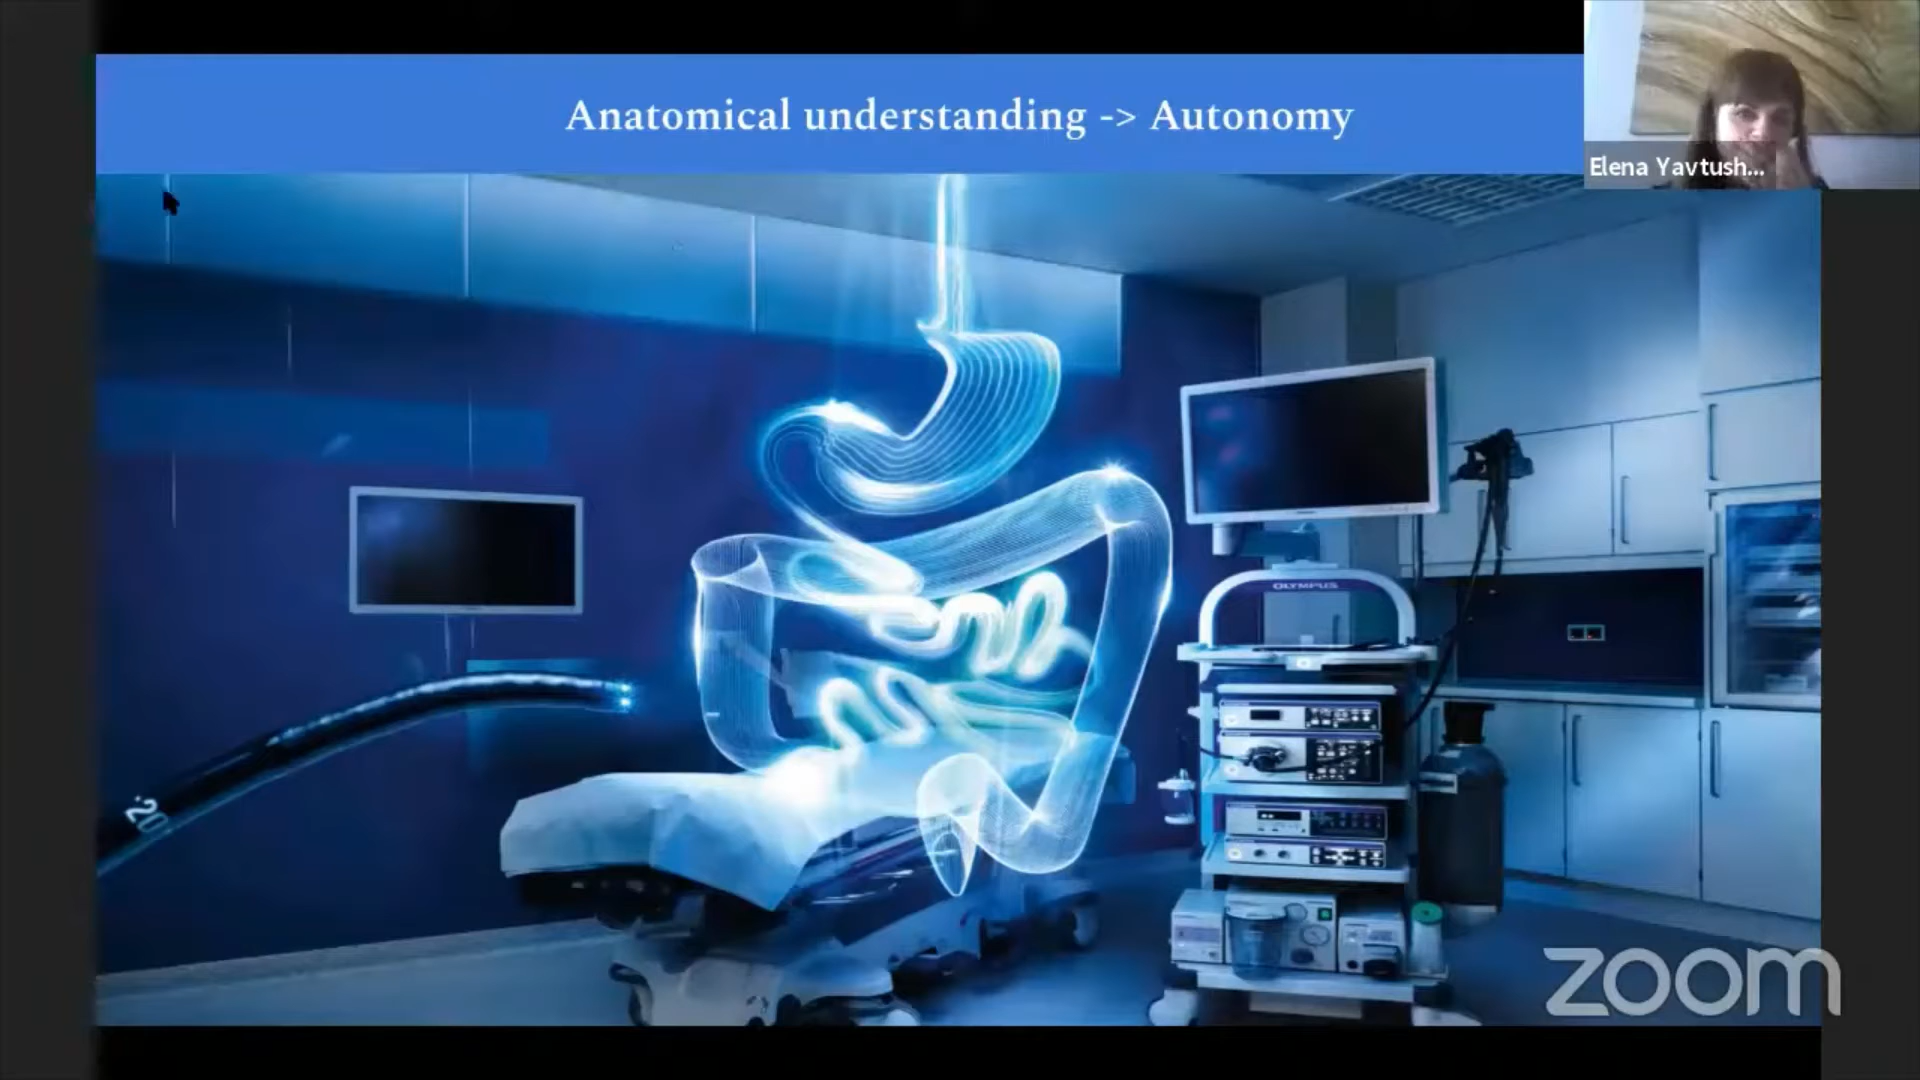 Anatomical understanding -> Autonomy
Elena Yavtush...
OLYMPUS
20
zoom